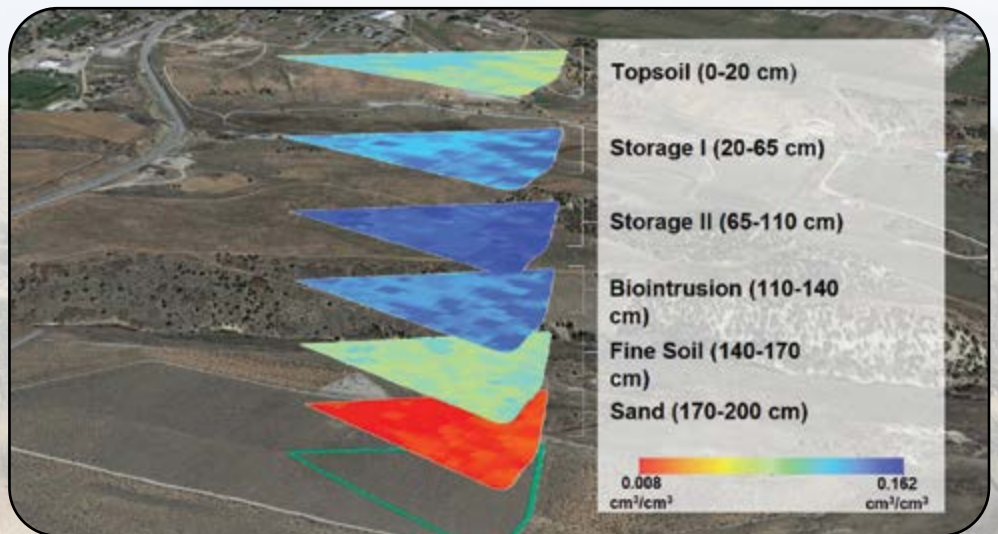 Topsoil (0-20 cm)
Storage I (20-65 cm)
Storage II (65-110 cm)
Biointrusion (110-140
cm)
Fine Soil (140-170
cm)
Sand (170-200 cm)
0.008
cm³/cm³
0.162
cm³/cm³